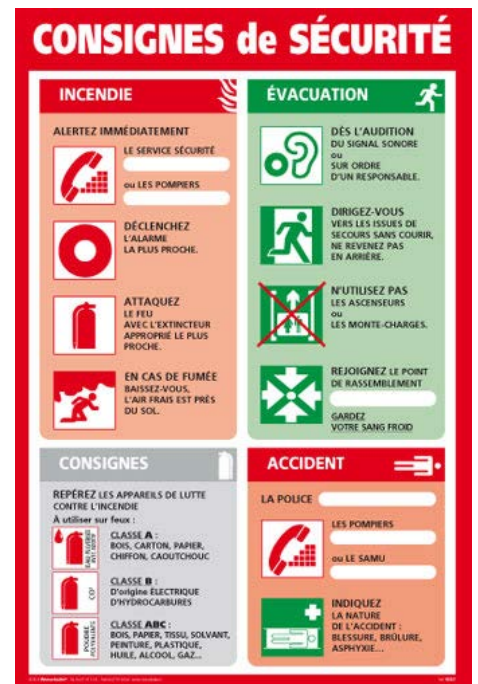 CONSIGNES de SÉCURITÉ
INCENDIE
ALERTEZ IMMÉDIATEMENT
LE SERVICE SÉCURITÉ
ou LES POMPIERS
DÉCLENCHEZ
L'ALARME
LA PLUS PROCHE.
ATTAQUEZ
LE FEU
AVEC L'EXTINCTEUR
APPROPRIÉ LE PLUS
PROCHE.
EN CAS DE FUMÉE
BAISSEZ-VOUS,
L'AIR FRAIS EST PRÈS
DU SOL.
ÉVACUATION
DÈS L'AUDITION
DU SIGNAL SONORE
ou
SUR ORDRE
D'UN RESPONSABLE.
DIRIGEZ-VOUS
VERS LES ISSUES DE
SECOURS SANS COURIR,
NE REVENEZ PAS
EN ARRIÈRE.
N'UTILISEZ PAS
LES ASCENSEURS
ou
LES MONTE-CHARGES.
REJOIGNEZ LE POINT
DE RASSEMBLEMENT
GARDEZ
VOTRE SANG FROID
CONSIGNES
REPÉREZ LES APPAREILS DE LUTTE
CONTRE L'INCENDIE
À utiliser sur feux :
CLASSE A :
BOIS, CARTON, PAPIER,
CHIFFON, CAOUTCHOUC
CO²
CLASSE B :
D'origine ÉLECTRIQUE
D'HYDROCARBURES
POUDRE
POLYVALENTE
CLASSE ABC :
BOIS, PAPIER, TISSU, SOLVANT,
PEINTURE, PLASTIQUE,
HUILE, ALCOOL, GAZ...
ACCIDENT
LA POLICE
LES POMPIERS
ou LE SAMU
INDIQUEZ
LA NATURE
DE L'ACCIDENT :
BLESSURE, BRÛLURE,
ASPHYXIE...